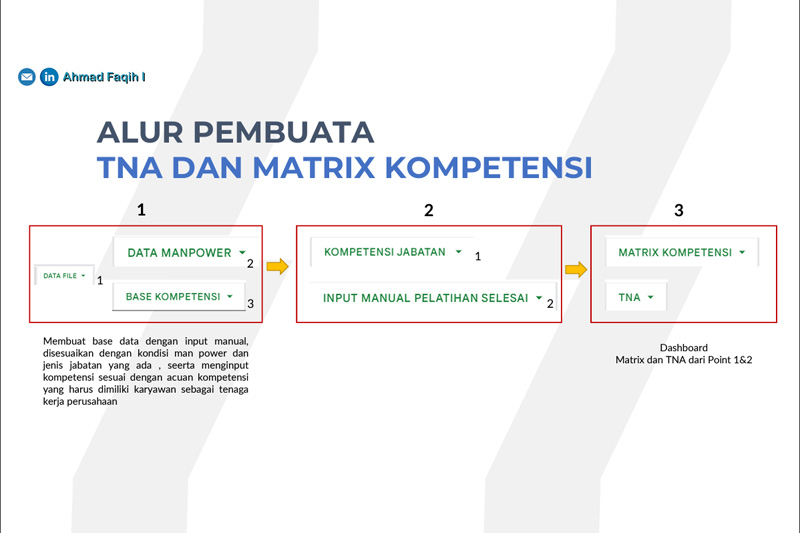 in Ahmad Faqih I
ALUR PEMBUATA
TNA DAN MATRIX KOMPETENSI
1
DATA FILE
1
DATA MANPOWER
2
BASE KOMPETENSI
3
Membuat base data dengan input manual,
disesuaikan dengan kondisi man power dan
jenis jabatan yang ada , seerta menginput
kompetensi sesuai dengan acuan kompetensi
yang harus dimiliki karyawan sebagai tenaga
kerja perusahaan
2
KOMPETENSI JABATAN
1
INPUT MANUAL PELATIHAN SELESAI
2
3
MATRIX KOMPETENSI
TNA
Dashboard
Matrix dan TNA dari Point 1&2